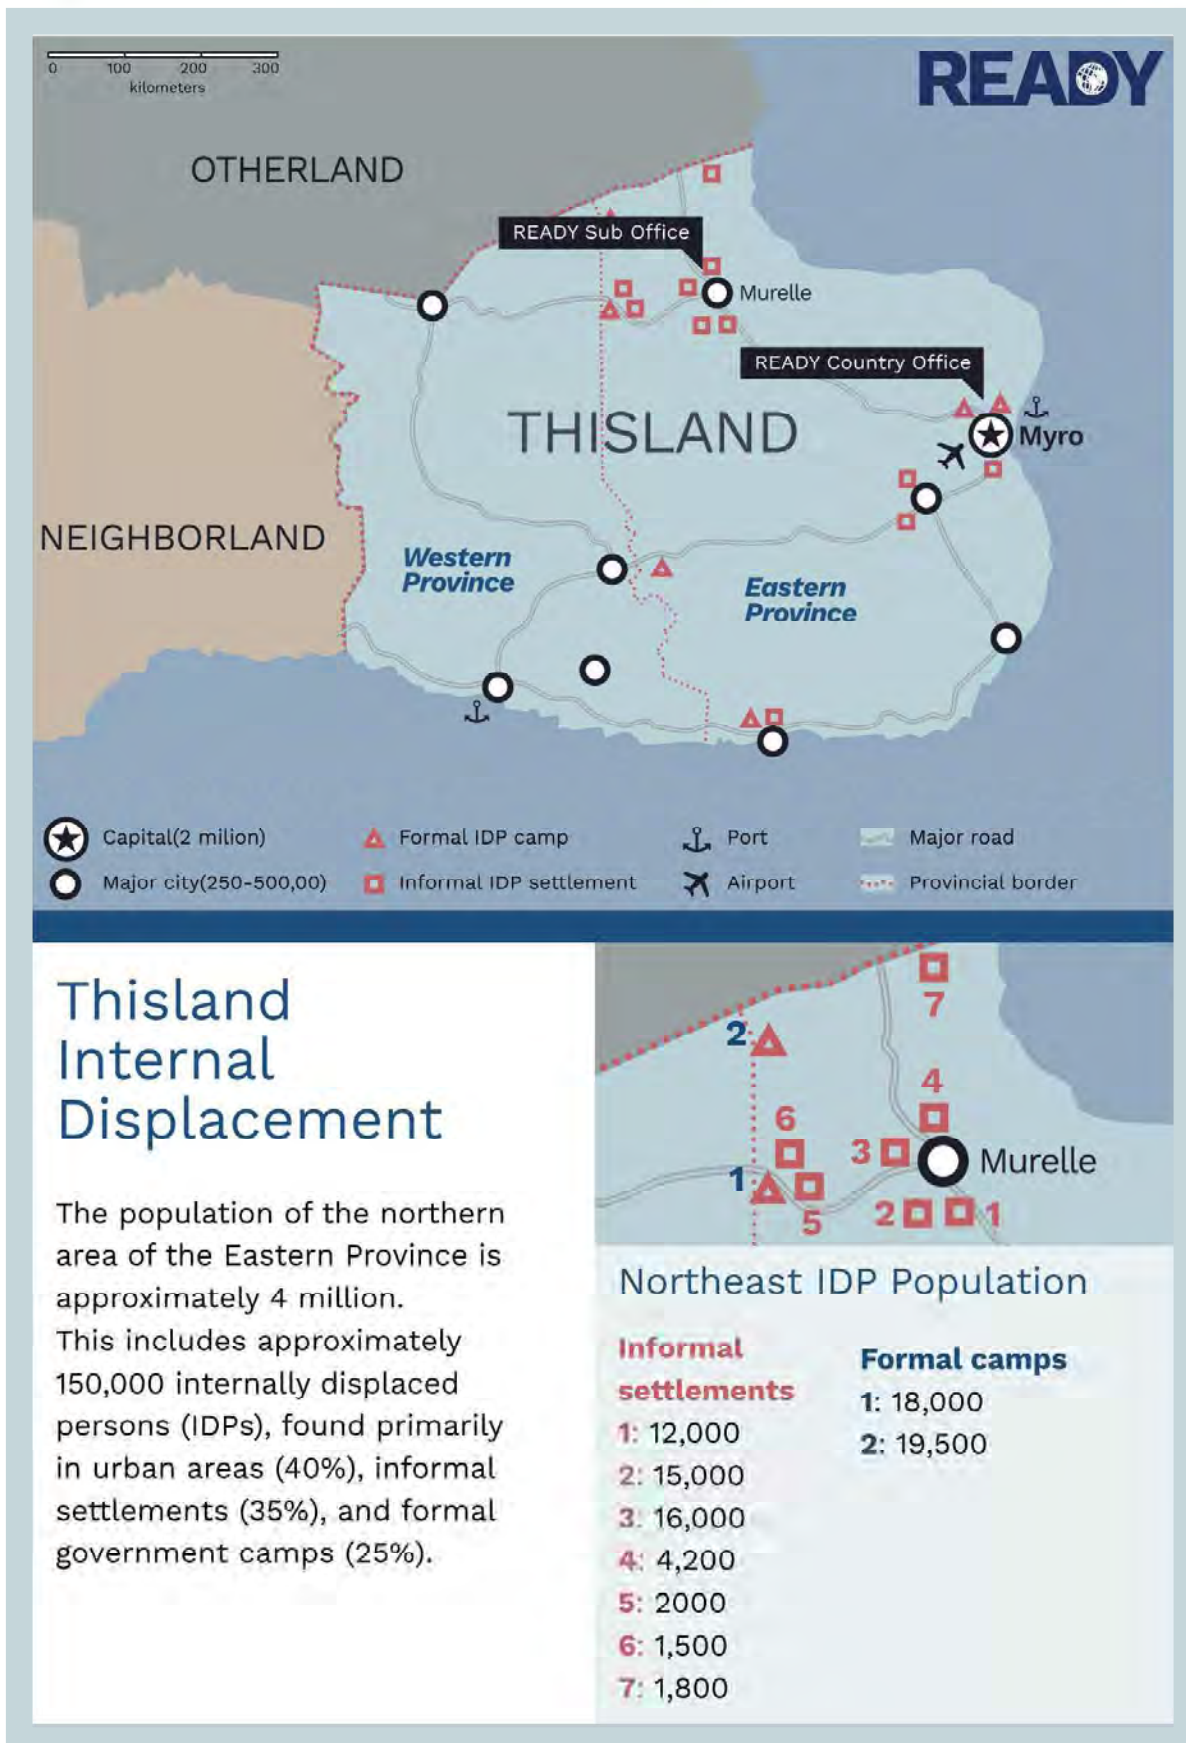 0 100 200 300
kilometers
READY
OTHERLAND
READY Sub Office
Murelle
READY Country Office
THISLAND
Myro
NEIGHBORLAND
Western
Province
Eastern
Province
Capital(2 milion)
Formal IDP camp
Port
Major road
Major city(250-500,00)
Informal IDP settlement
Airport
Provincial border
Thisland
Internal
Displacement
The population of the northern
area of the Eastern Province is
approximately 4 million.
This includes approximately
150,000 internally displaced
persons (IDPs), found primarily
in urban areas (40%), informal
settlements (35%), and formal
government camps (25%).
7
2
4
6
3
Murelle
1
5
2
1
Northeast IDP Population
Informal
settlements
1: 12,000
2: 15,000
3: 16,000
4: 4,200
5: 2000
6: 1,500
7: 1,800
Formal camps
1: 18,000
2: 19,500